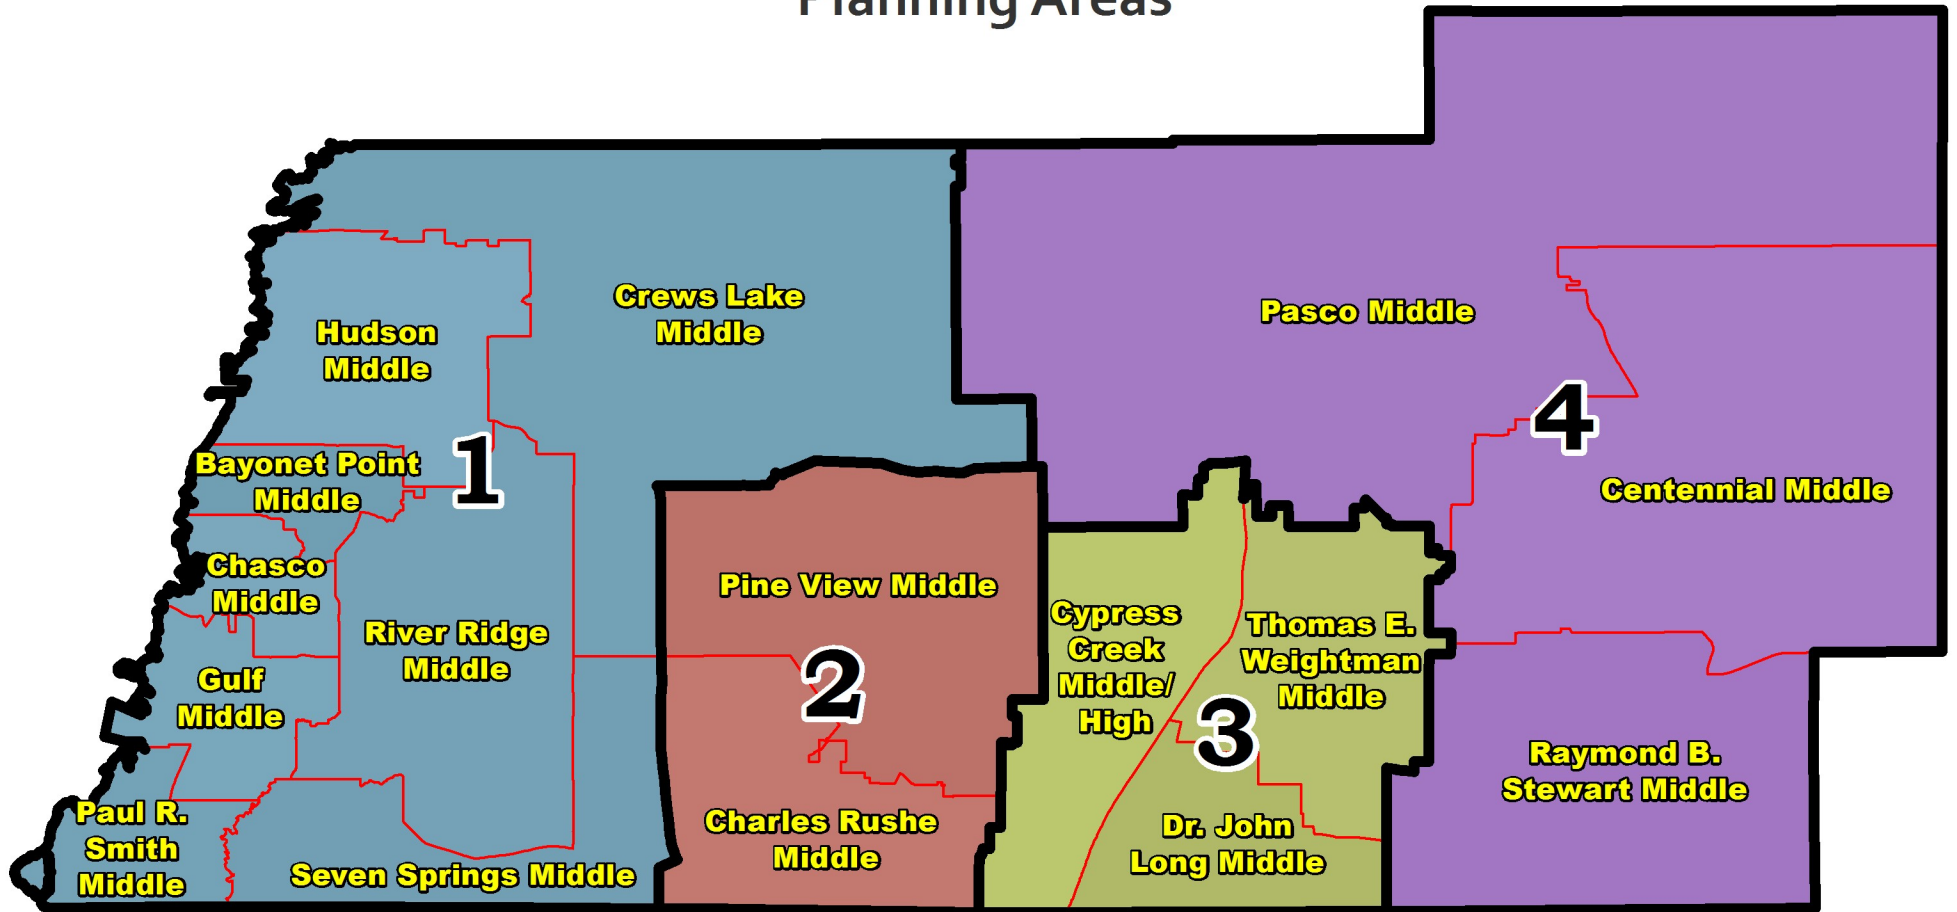 Planning Areas
Crews Lake
Middle
Hudson
Middle
Bayonet Point
Middle
1
Chasco
Middle
River Ridge
Middle
Gulf
Middle
Paul R.
Smith
Middle
Seven Springs Middle
Pine View Middle
2
Charles Rushe
Middle
Cypress
Creek
Middle/
High
Thomas E.
Weightman
Middle
3
Dr. John
Long Middle
Pasco Middle
4
Centennial Middle
Raymond B.
Stewart Middle